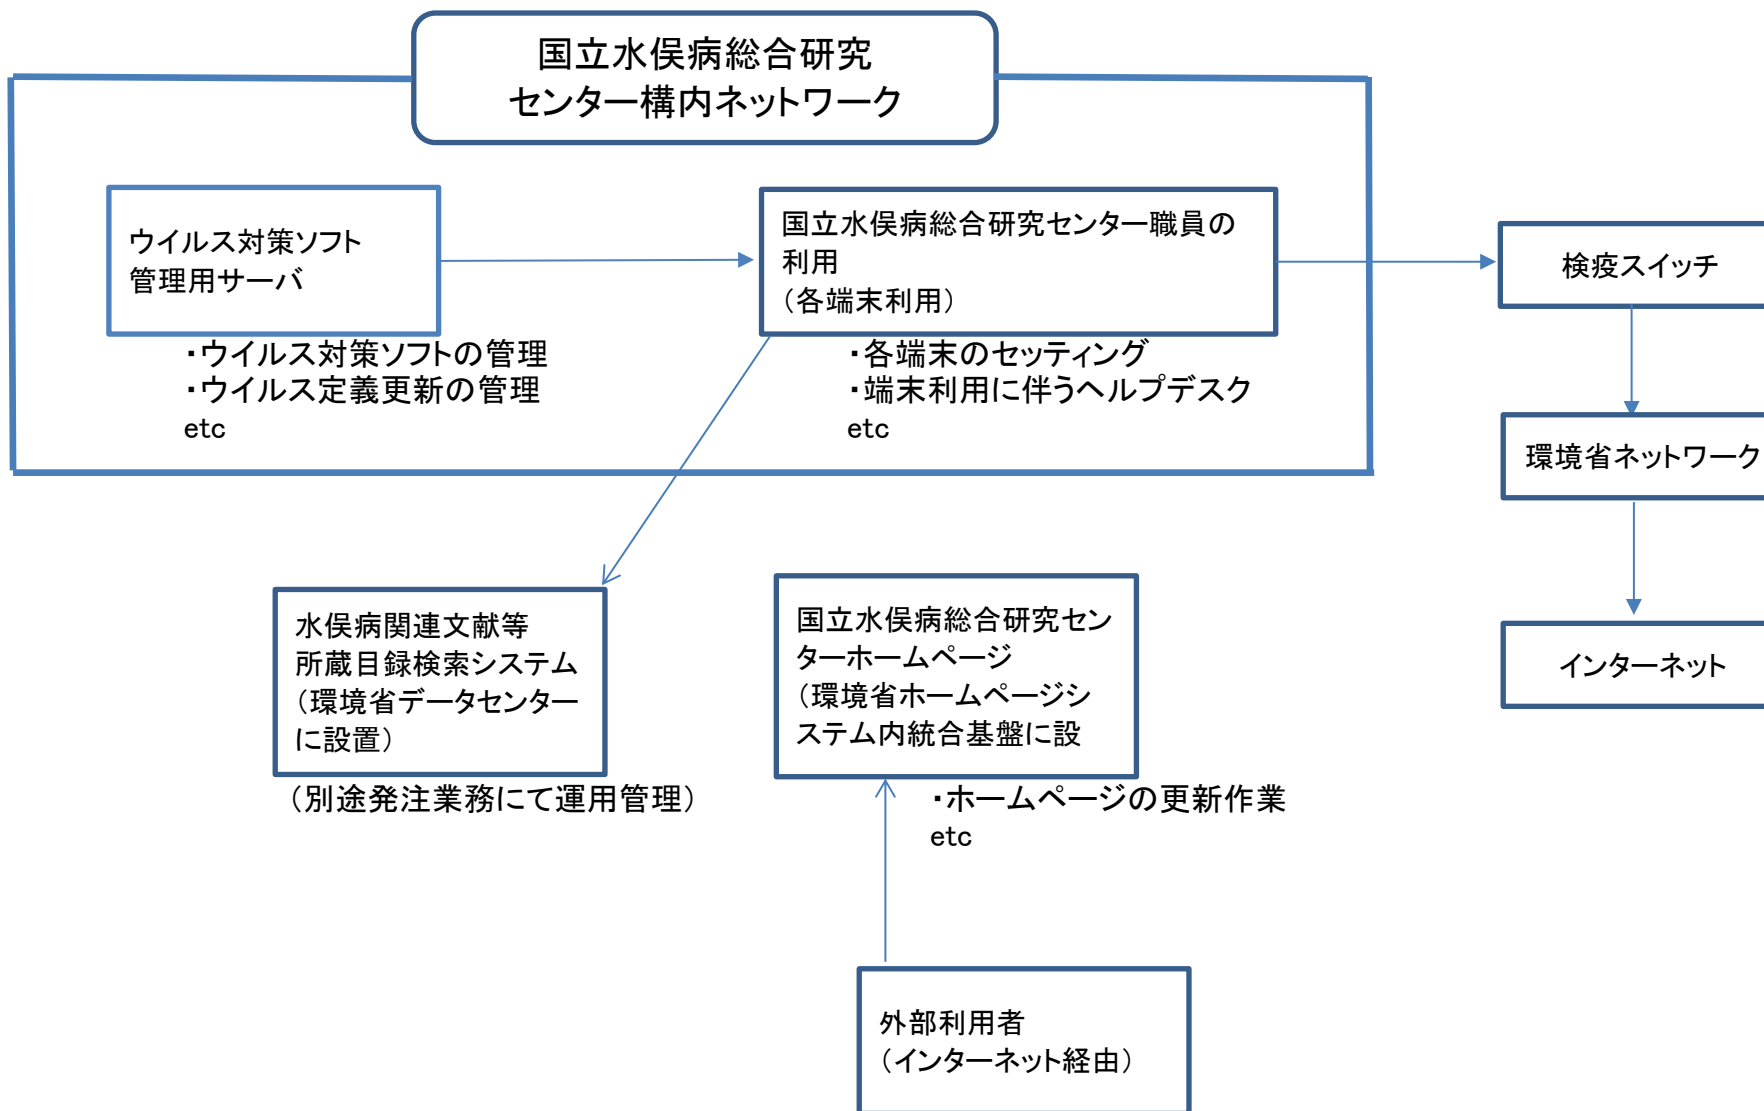 国立水俣病総合研究
センター構内ネットワーク
ウイルス対策ソフト
管理用サーバ
・ウイルス対策ソフトの管理
・ウイルス定義更新の管理
etc
国立水俣病総合研究センター職員の
利用
（各端末利用）
・各端末のセッティング
・端末利用に伴うヘルプデスク
etc
検疫スイッチ
環境省ネットワーク
インターネット
水俣病関連文献等
所蔵目録検索システム
（環境省データセンター
に設置）
（別途発注業務にて運用管理）
国立水俣病総合研究セン
ターホームページ
（環境省ホームページシ
ステム内統合基盤に設
・ホームページの更新作業
etc
外部利用者
（インターネット経由）